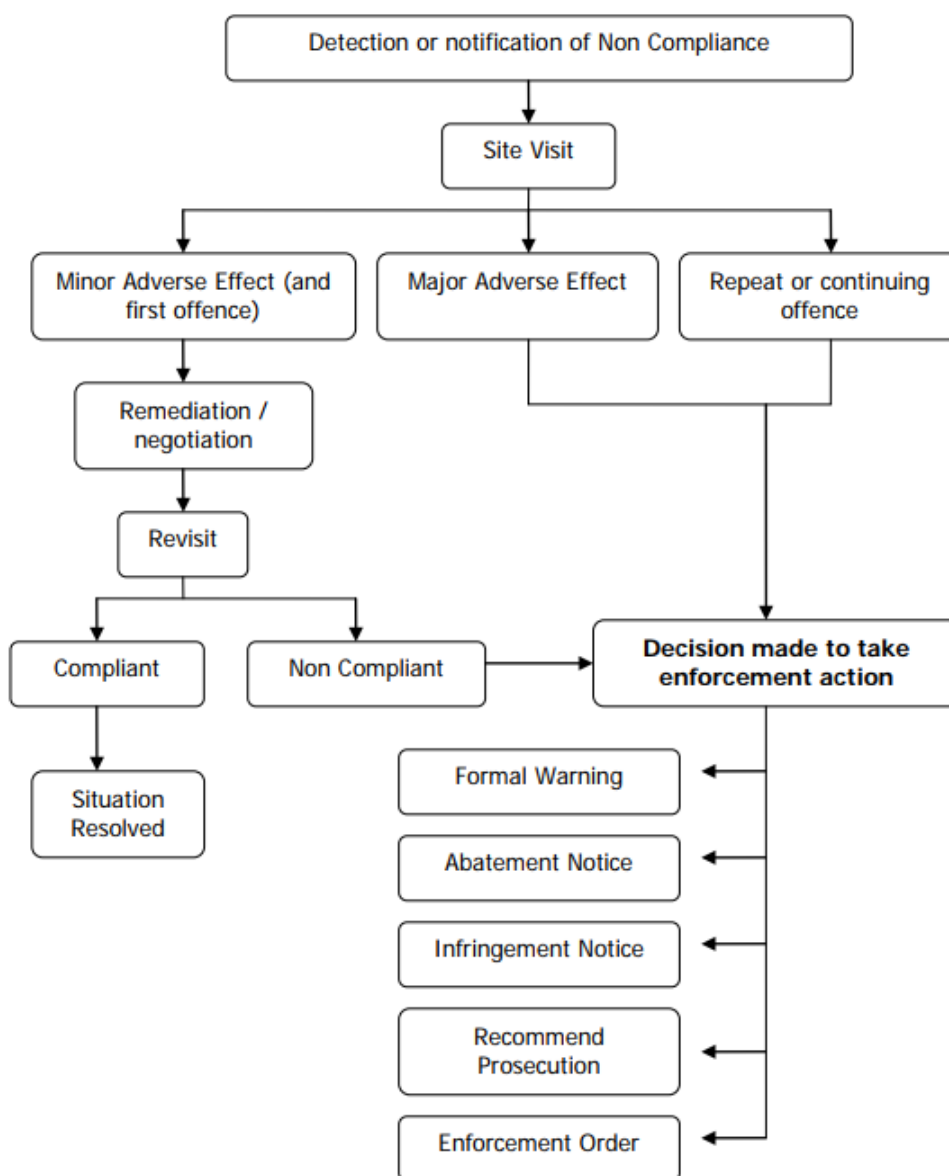 Detection or notification of Non Compliance
Site Visit
Minor Adverse Effect (and
first offence)
Major Adverse Effect
Repeat or continuing
offence
Remediation /
negotiation
Revisit
Compliant
Non Compliant
Decision made to take
enforcement action
Situation
Resolved
Formal Warning
Abatement Notice
Infringement Notice
Recommend
Prosecution
Enforcement Order